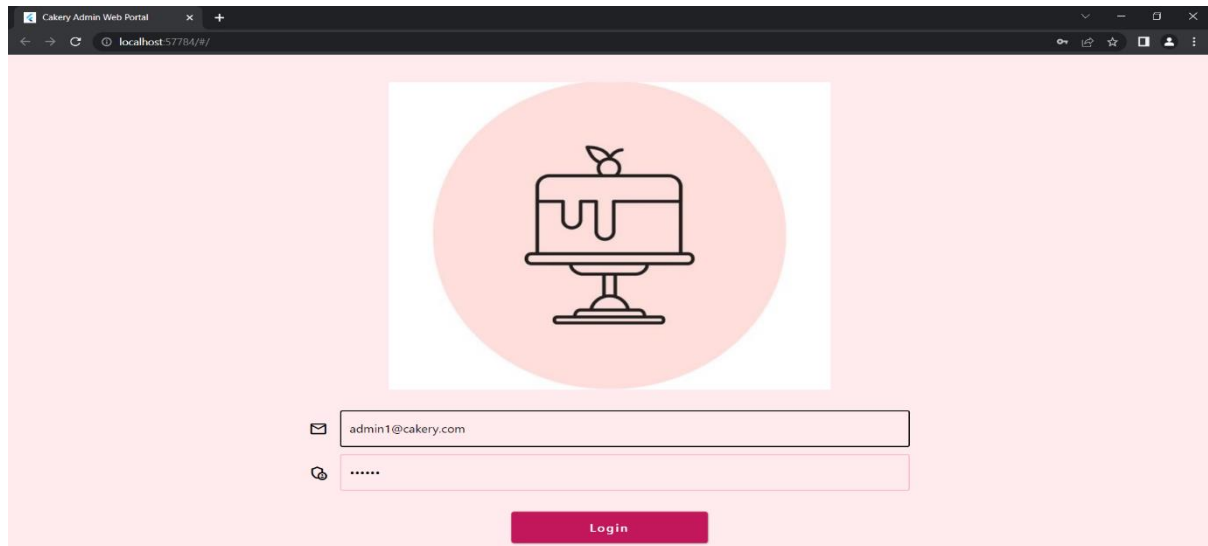 Cakery Admin Web Portal
localhost:57784/#/
admin1@cakery.com
••••••
Login